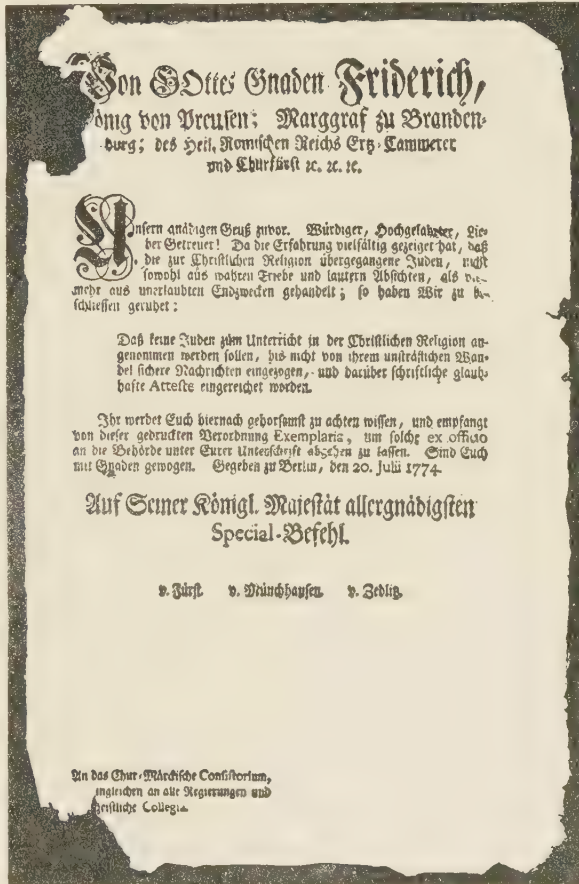 Von GOttes Gnaden Friderich,
König von Preusen; Marggraf zu Branden-
burg; des Heil. Römischen Reichs Ertz-Cammerer
und Churfürst ꝛc. ꝛc. ꝛc.
Unsern gnädigen Gruß zuvor. Würdiger, Hochgelahrter, Lie-
ber Getreuer! Da die Erfahrung vielfältig gezeiget hat, daß
die zur Christlichen Religion übergegangene Juden, nicht
sowohl aus wahren Triebe und lautern Absichten, als viel-
mehr aus unerlaubten Endzwecken gehandelt; so haben Wir zu be-
schliessen geruhet:
Daß keine Juden zum Unterricht in der Christlichen Religion an-
genommen werden sollen, bis nicht von ihrem unsträflichen Wan-
del sichere Nachrichten eingezogen, und darüber schriftliche glaub-
hafte Atteste eingereichet worden.
Ihr werdet Euch hiernach gehorsamst zu achten wissen, und empfangt
von dieser gedruckten Verordnung Exemplaria, um solche ex officio
an die Behörde unter Eurer Unterschrift abgehen zu lassen. Sind Euch
mit Gnaden gewogen. Gegeben zu Berlin, den 20. Julii 1774.
Auf Seiner Königl. Majestät allergnädigsten
Special-Befehl.
v. Fürst. v. Münchhausen. v. Zedlitz.
An das Chur-Märckische Consistorium,
ingleichen an alle Regierungen und
Geistliche Collegia.